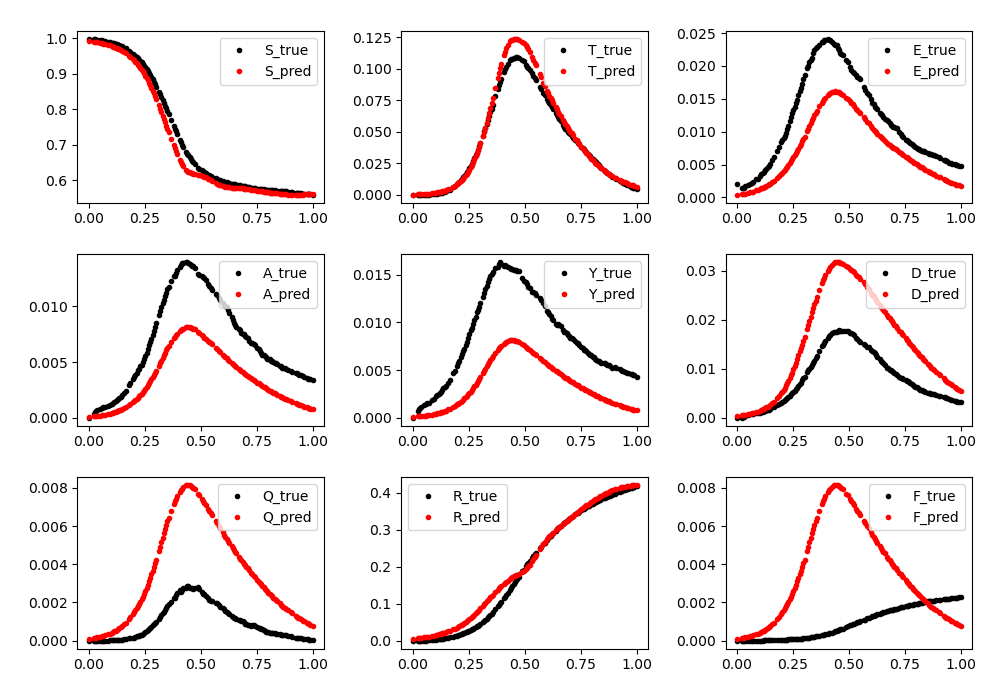 1.0
0.9
0.8
0.7
0.6
0.00 0.25 0.50 0.75 1.00
S_true
S_pred
0.125
0.100
0.075
0.050
0.025
0.000
0.00 0.25 0.50 0.75 1.00
T_true
T_pred
0.025
0.020
0.015
0.010
0.005
0.000
0.00 0.25 0.50 0.75 1.00
E_true
E_pred
0.010
0.005
0.000
0.00 0.25 0.50 0.75 1.00
A_true
A_pred
0.015
0.010
0.005
0.000
0.00 0.25 0.50 0.75 1.00
Y_true
Y_pred
0.03
0.02
0.01
0.00
0.00 0.25 0.50 0.75 1.00
D_true
D_pred
0.008
0.006
0.004
0.002
0.000
0.00 0.25 0.50 0.75 1.00
Q_true
Q_pred
0.4
0.3
0.2
0.1
0.0
0.00 0.25 0.50 0.75 1.00
R_true
R_pred
0.008
0.006
0.004
0.002
0.000
0.00 0.25 0.50 0.75 1.00
F_true
F_pred